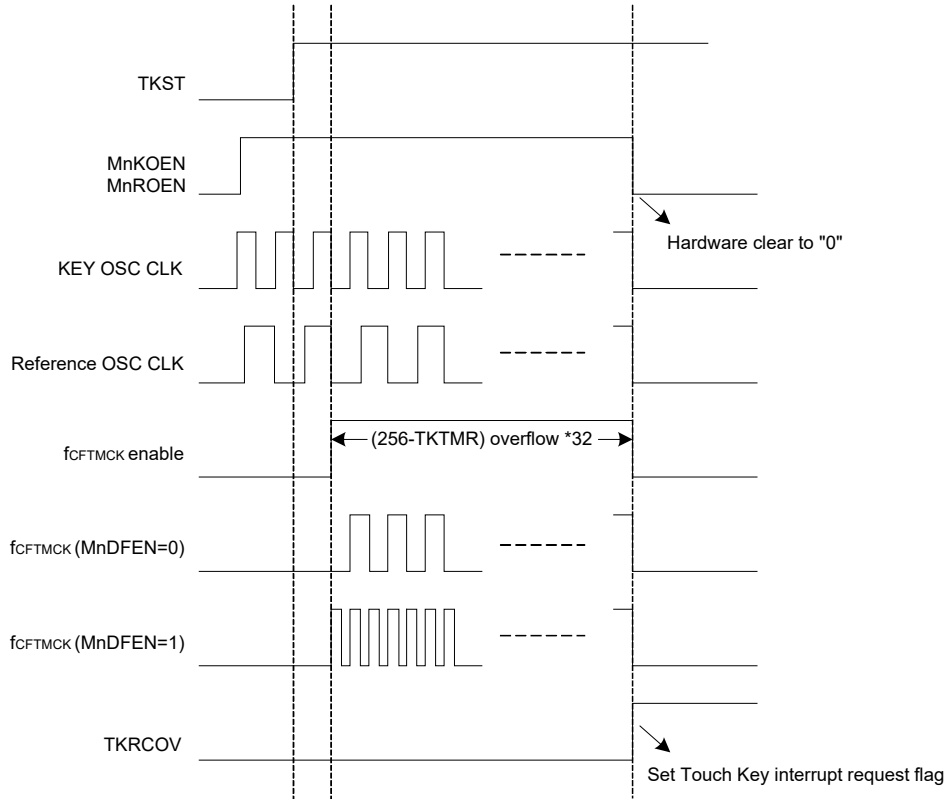 TKST
MnKOEN
MnROEN
Hardware clear to "0"
KEY OSC CLK
Reference OSC CLK
(256-TKTMR) overflow *32
fCFTMCK enable
fCFTMCK (MnDFEN=0)
fCFTMCK (MnDFEN=1)
TKRCOV
Set Touch Key interrupt request flag